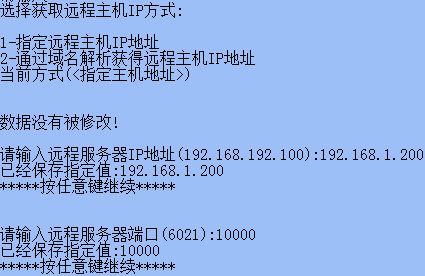 选择获取远程主机IP方式:
1-指定远程主机IP地址
2-通过域名解析获得远程主机IP地址
当前方式(<指定主机地址>)
数据没有被修改!
请输入远程服务器IP地址(192.168.192.100):192.168.1.200
已经保存指定值:192.168.1.200
*****按任意键继续*****
请输入远程服务器端口(6021):10000
已经保存指定值:10000
*****按任意键继续*****